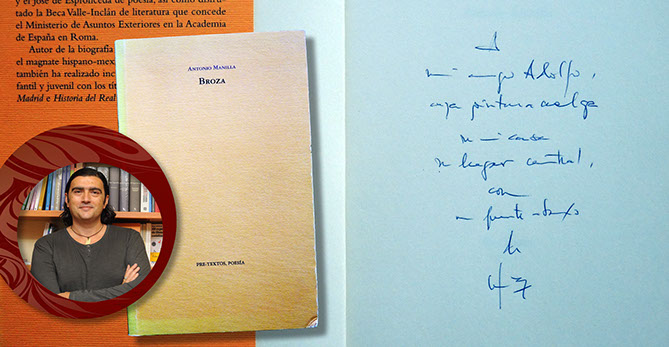 y el José de Espronceda de poesía, así como disfru-
tado la Beca Valle-Inclán de literatura que concede
el Ministerio de Asuntos Exteriores en la Academia
de España en Roma.
Autor de la biografía
el magnate hispano-mex
también ha realizado inc
fantil y juvenil con los tít
Madrid e Historia del Real
ANTONIO MANILLA
BROZA
PRE-TEXTOS, POESÍA
A
mi amigo Adolfo,
cuya pintura cuelga
en mi casa
en lugar central,
con
un fuerte abrazo